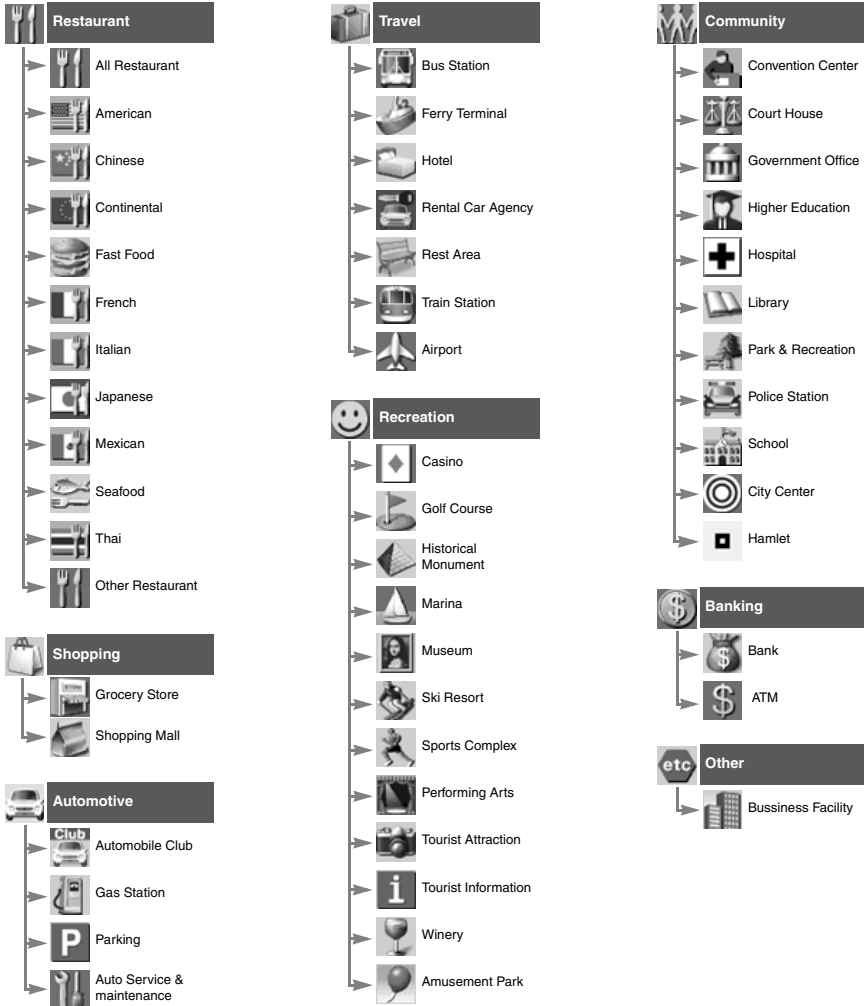 Restaurant
All Restaurant
American
Chinese
Continental
Fast Food
French
Italian
Japanese
Mexican
Seafood
Thai
Other Restaurant
Shopping
Grocery Store
Shopping Mall
Automotive
Club
Automobile Club
Gas Station
P
Parking
Auto Service &
maintenance
Travel
Bus Station
Ferry Terminal
Hotel
Rental Car Agency
Rest Area
Train Station
Airport
Recreation
Casino
Golf Course
Historical
Monument
Marina
Museum
Ski Resort
Sports Complex
Performing Arts
Tourist Attraction
i
Tourist Information
Winery
Amusement Park
Community
Convention Center
Court House
Government Office
Higher Education
Hospital
Library
Park & Recreation
Police Station
School
City Center
Hamlet
$
Banking
$
Bank
$
ATM
etc
Other
Bussiness Facility